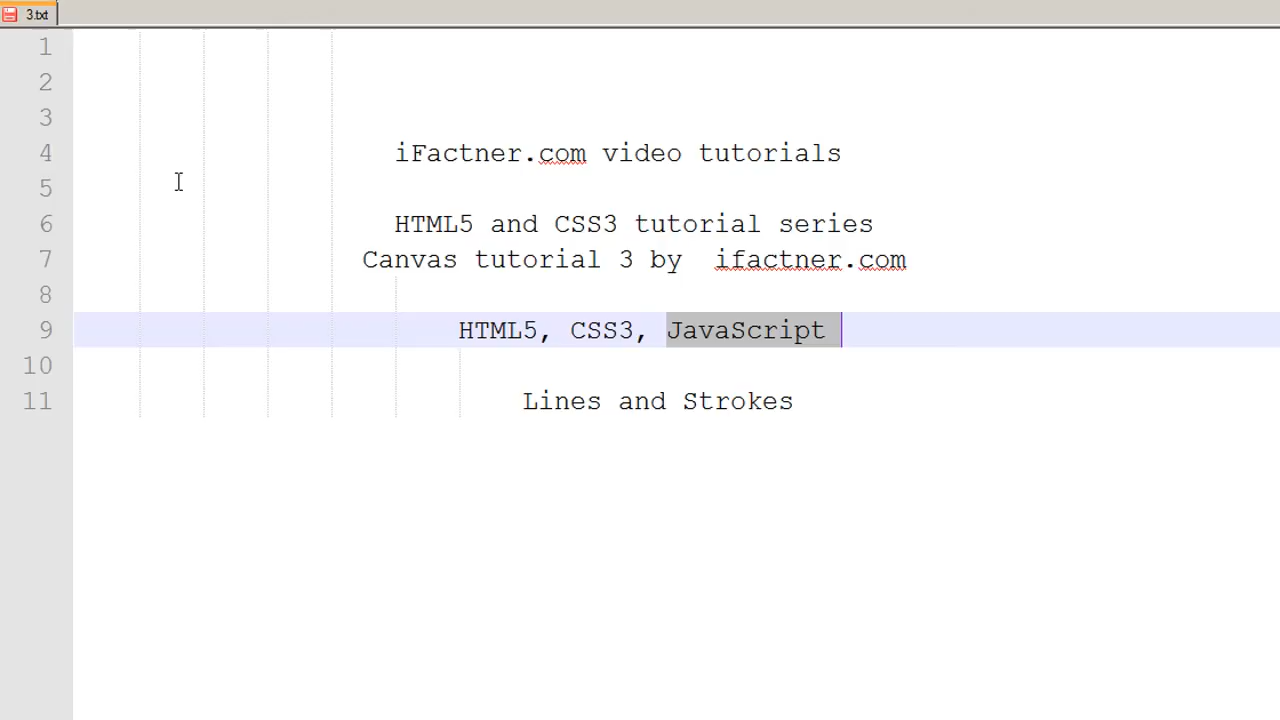 3.txt
1
2
3
4 iFactner.com video tutorials
5
6 HTML5 and CSS3 tutorial series
7 Canvas tutorial 3 by  ifactner.com
8
9 HTML5, CSS3, JavaScript
10
11 Lines and Strokes